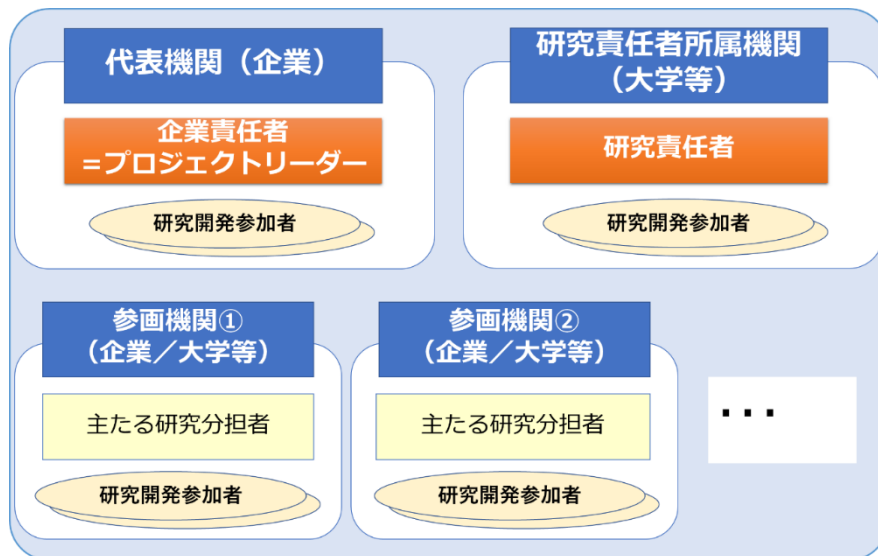 代表機関（企業）
企業責任者
=プロジェクトリーダー
研究開発参加者
研究責任者所属機関
（大学等）
研究責任者
研究開発参加者
参画機関①
（企業／大学等）
主たる研究分担者
研究開発参加者
参画機関②
（企業／大学等）
主たる研究分担者
研究開発参加者
・・・